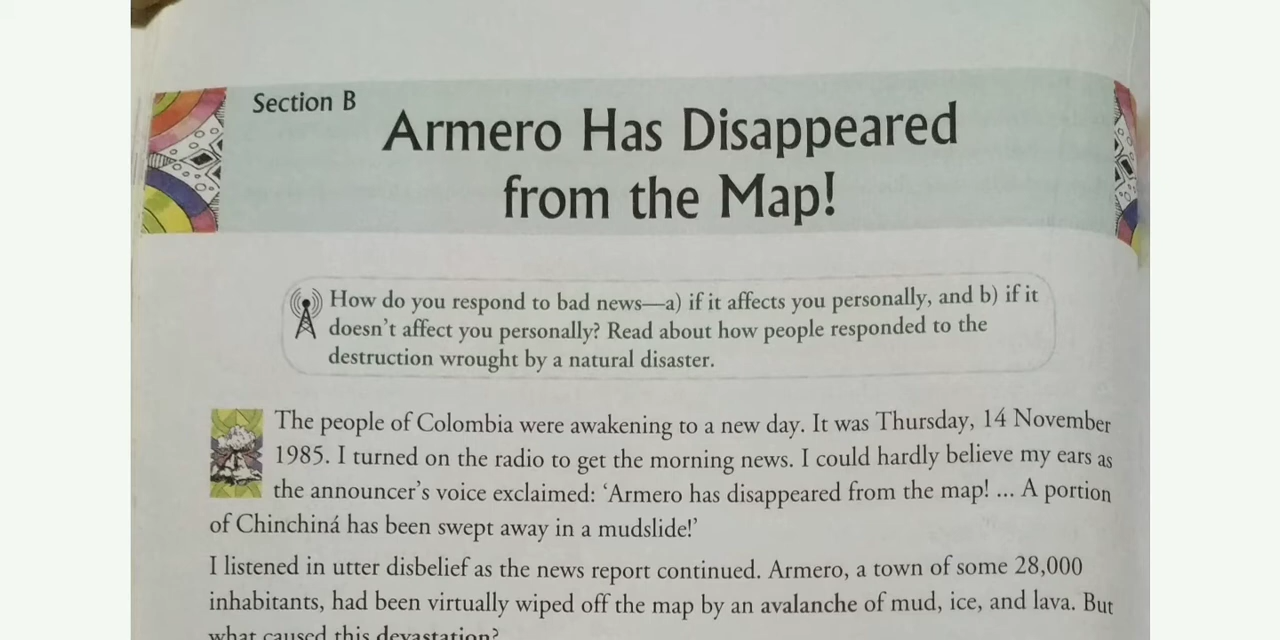 Section B
Armero Has Disappeared
from the Map!
How do you respond to bad news—a) if it affects you personally, and b) if it
doesn't affect you personally? Read about how people responded to the
destruction wrought by a natural disaster.
The people of Colombia were awakening to a new day. It was Thursday, 14 November
1985. I turned on the radio to get the morning news. I could hardly believe my ears as
the announcer's voice exclaimed: ‘Armero has disappeared from the map! ... A portion
of Chinchiná has been swept away in a mudslide!’
I listened in utter disbelief as the news report continued. Armero, a town of some 28,000
inhabitants, had been virtually wiped off the map by an avalanche of mud, ice, and lava. But
what caused this devastation?